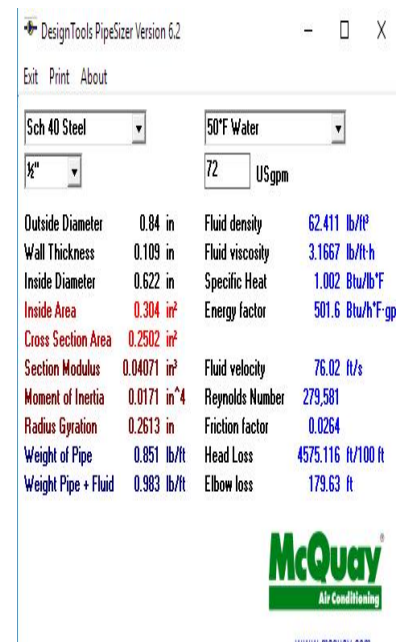 DesignTools PipeSizer Version 6.2
Exit Print About
Sch 40 Steel 50°F Water
½" 72 USgpm
Outside Diameter 0.84 in Fluid density 62.411 lb/ft³
Wall Thickness 0.109 in Fluid viscosity 3.1667 lb/ft·h
Inside Diameter 0.622 in Specific Heat 1.002 Btu/lb°F
Inside Area 0.304 in² Energy factor 501.6 Btu/h°F·gp
Cross Section Area 0.2502 in²
Section Modulus 0.04071 in³ Fluid velocity 76.02 ft/s
Moment of Inertia 0.0171 in^4 Reynolds Number 279,581
Radius Gyration 0.2613 in Friction factor 0.0264
Weight of Pipe 0.851 lb/ft Head Loss 4575.116 ft/100 ft
Weight Pipe + Fluid 0.983 lb/ft Elbow loss 179.63 ft
McQuay®
Air Conditioning